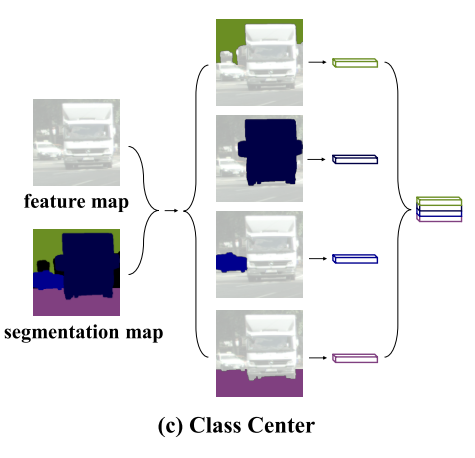 feature map
segmentation map
(c) Class Center